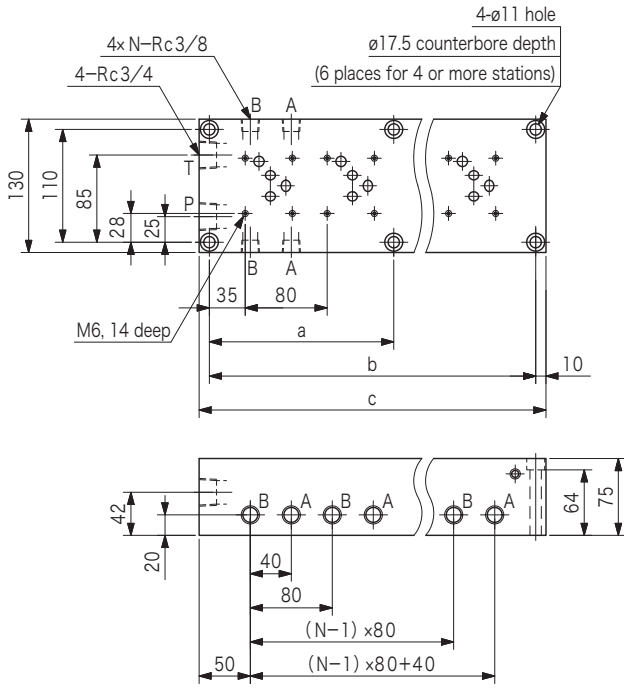 4-ø11 hole
4× N−Rc3/8
ø17.5 counterbore depth
4−Rc3/4
(6 places for 4 or more stations)
B A
T
P
130
110
85
28
25
B A
35
80
M6, 14 deep
a
b
10
c
B A B A B A
42
20
64
75
40
80
(N−1) ×80
50
(N−1) ×80+40